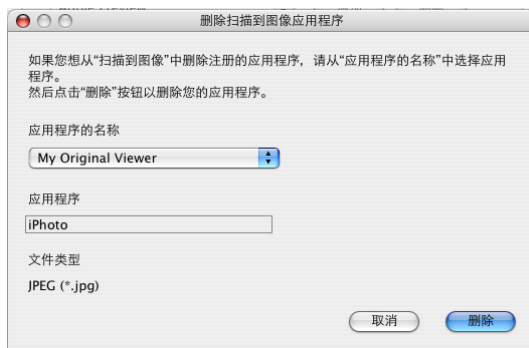 删除扫描到图像应用程序
如果您想从“扫描到图像”中删除注册的应用程序，请从“应用程序的名称”中选择应用
程序。
然后点击“删除”按钮以删除您的应用程序。
应用程序的名称
My Original Viewer
应用程序
iPhoto
文件类型
JPEG (*.jpg)
取消 删除